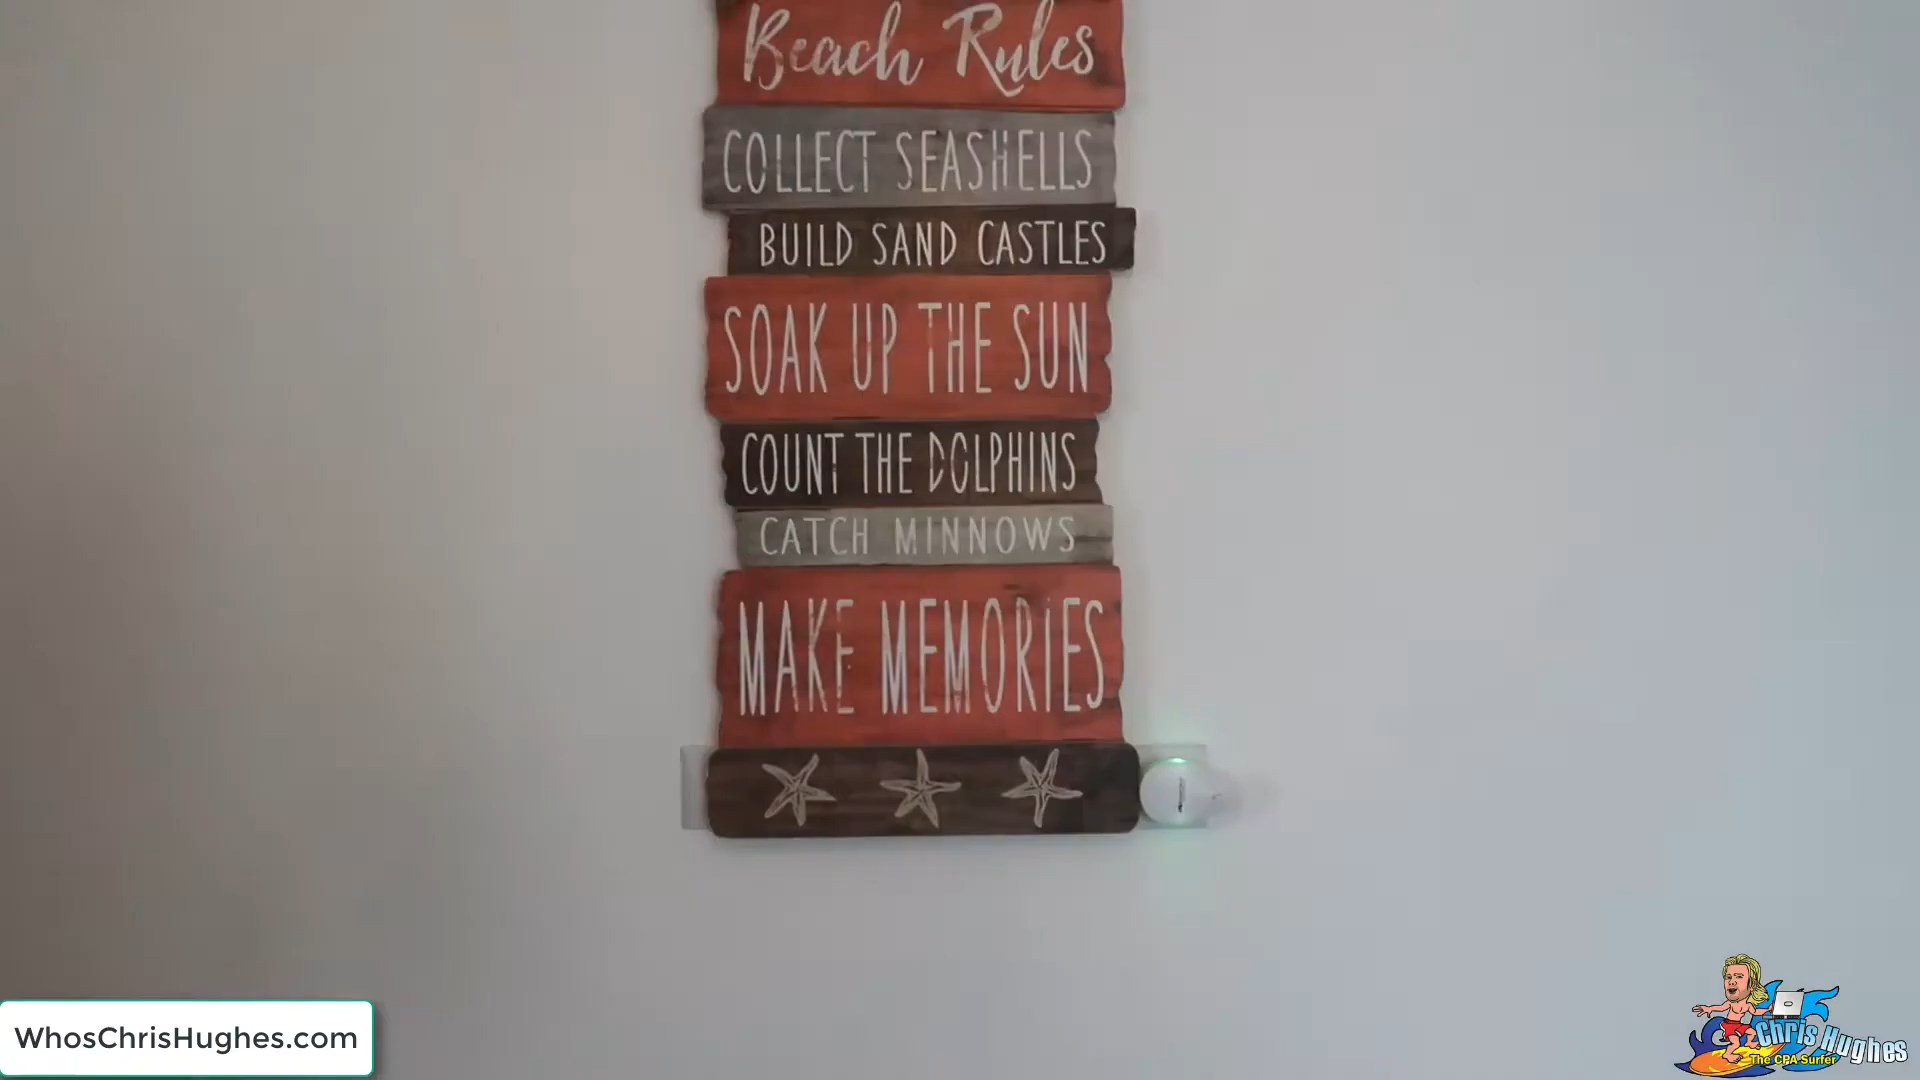 Beach Rules
COLLECT SEASHELLS
BUILD SAND CASTLES
SOAK UP THE SUN
COUNT THE DOLPHINS
CATCH MINNOWS
MAKE MEMORIES
WhosChrisHughes.com
Chris Hughes
The CPA Surfer